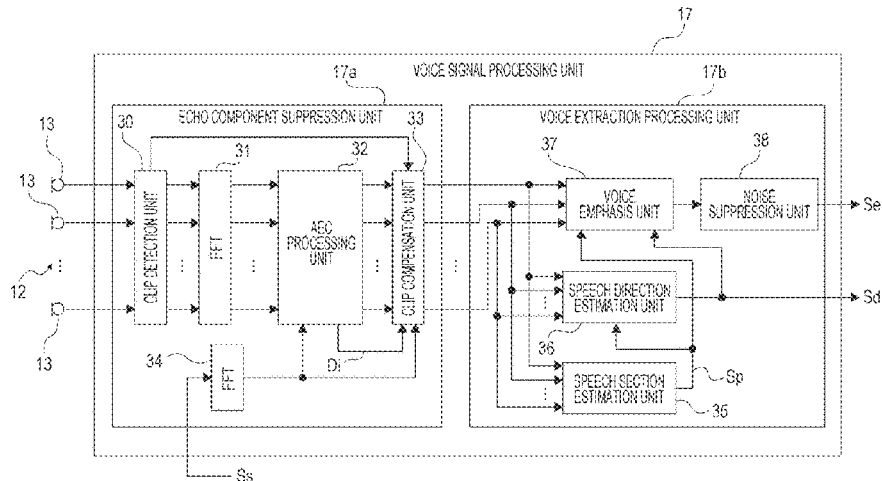 17
VOICE SIGNAL PROCESSING UNIT
17a
17b
ECHO COMPONENT SUPPRESSION UNIT
VOICE EXTRACTION PROCESSING UNIT
13
30
31
32
33
37
38
13
12
13
CLIP DETECTION UNIT
FFT
AEC
PROCESSING
UNIT
CLIP COMPENSATION UNIT
VOICE
EMPHASIS UNIT
NOISE
SUPPRESSION UNIT
Se
SPEECH DIRECTION
ESTIMATION UNIT
Sd
36
34
FFT
Di
SPEECH SECTION
ESTIMATION UNIT
Sp
35
Ss